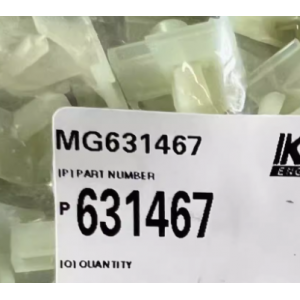 MG631467
(P) PART NUMBER
P 631467
(Q) QUANTITY